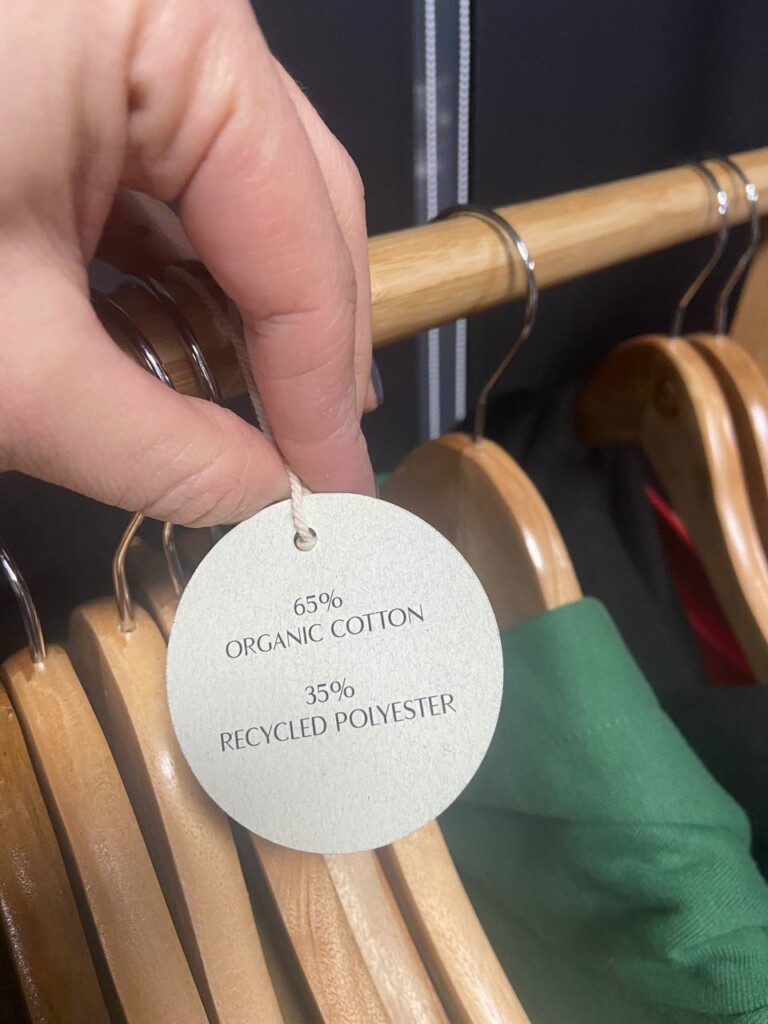 65%
ORGANIC COTTON
35%
RECYCLED POLYESTER